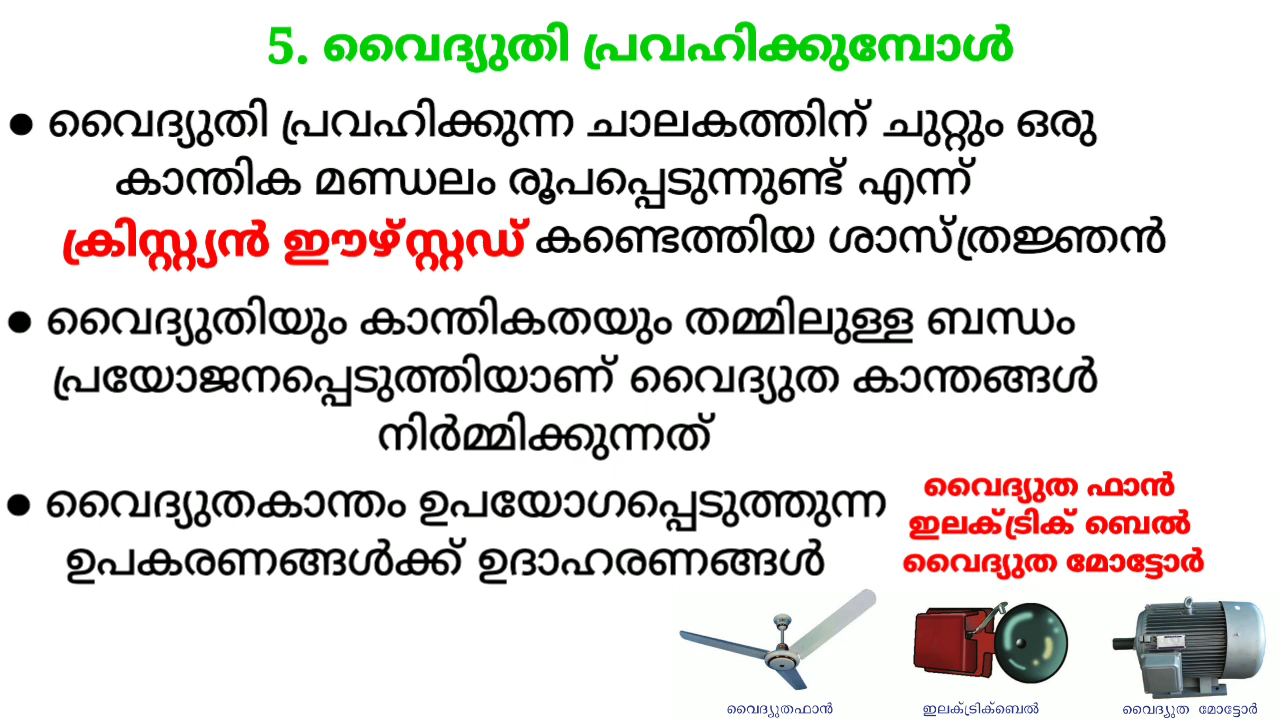 5. വൈദ്യുതി പ്രവഹിക്കുമ്പോൾ
● വൈദ്യുതി പ്രവഹിക്കുന്ന ചാലകത്തിന് ചുറ്റും ഒരു
കാന്തിക മണ്ഡലം രൂപപ്പെടുന്നുണ്ട് എന്ന്
ക്രിസ്റ്റ്യൻ ഈഴ്സ്റ്റഡ് കണ്ടെത്തിയ ശാസ്ത്രജ്ഞൻ
● വൈദ്യുതിയും കാന്തികതയും തമ്മിലുള്ള ബന്ധം
പ്രയോജനപ്പെടുത്തിയാണ് വൈദ്യുത കാന്തങ്ങൾ
നിർമ്മിക്കുന്നത്
● വൈദ്യുതകാന്തം ഉപയോഗപ്പെടുത്തുന്ന
ഉപകരണങ്ങൾക്ക് ഉദാഹരണങ്ങൾ
വൈദ്യുത ഫാൻ
ഇലക്ട്രിക് ബെൽ
വൈദ്യുത മോട്ടോർ
വൈദ്യുതഫാൻ
ഇലക്ട്രിക്ബെൽ
വൈദ്യുത മോട്ടോർ